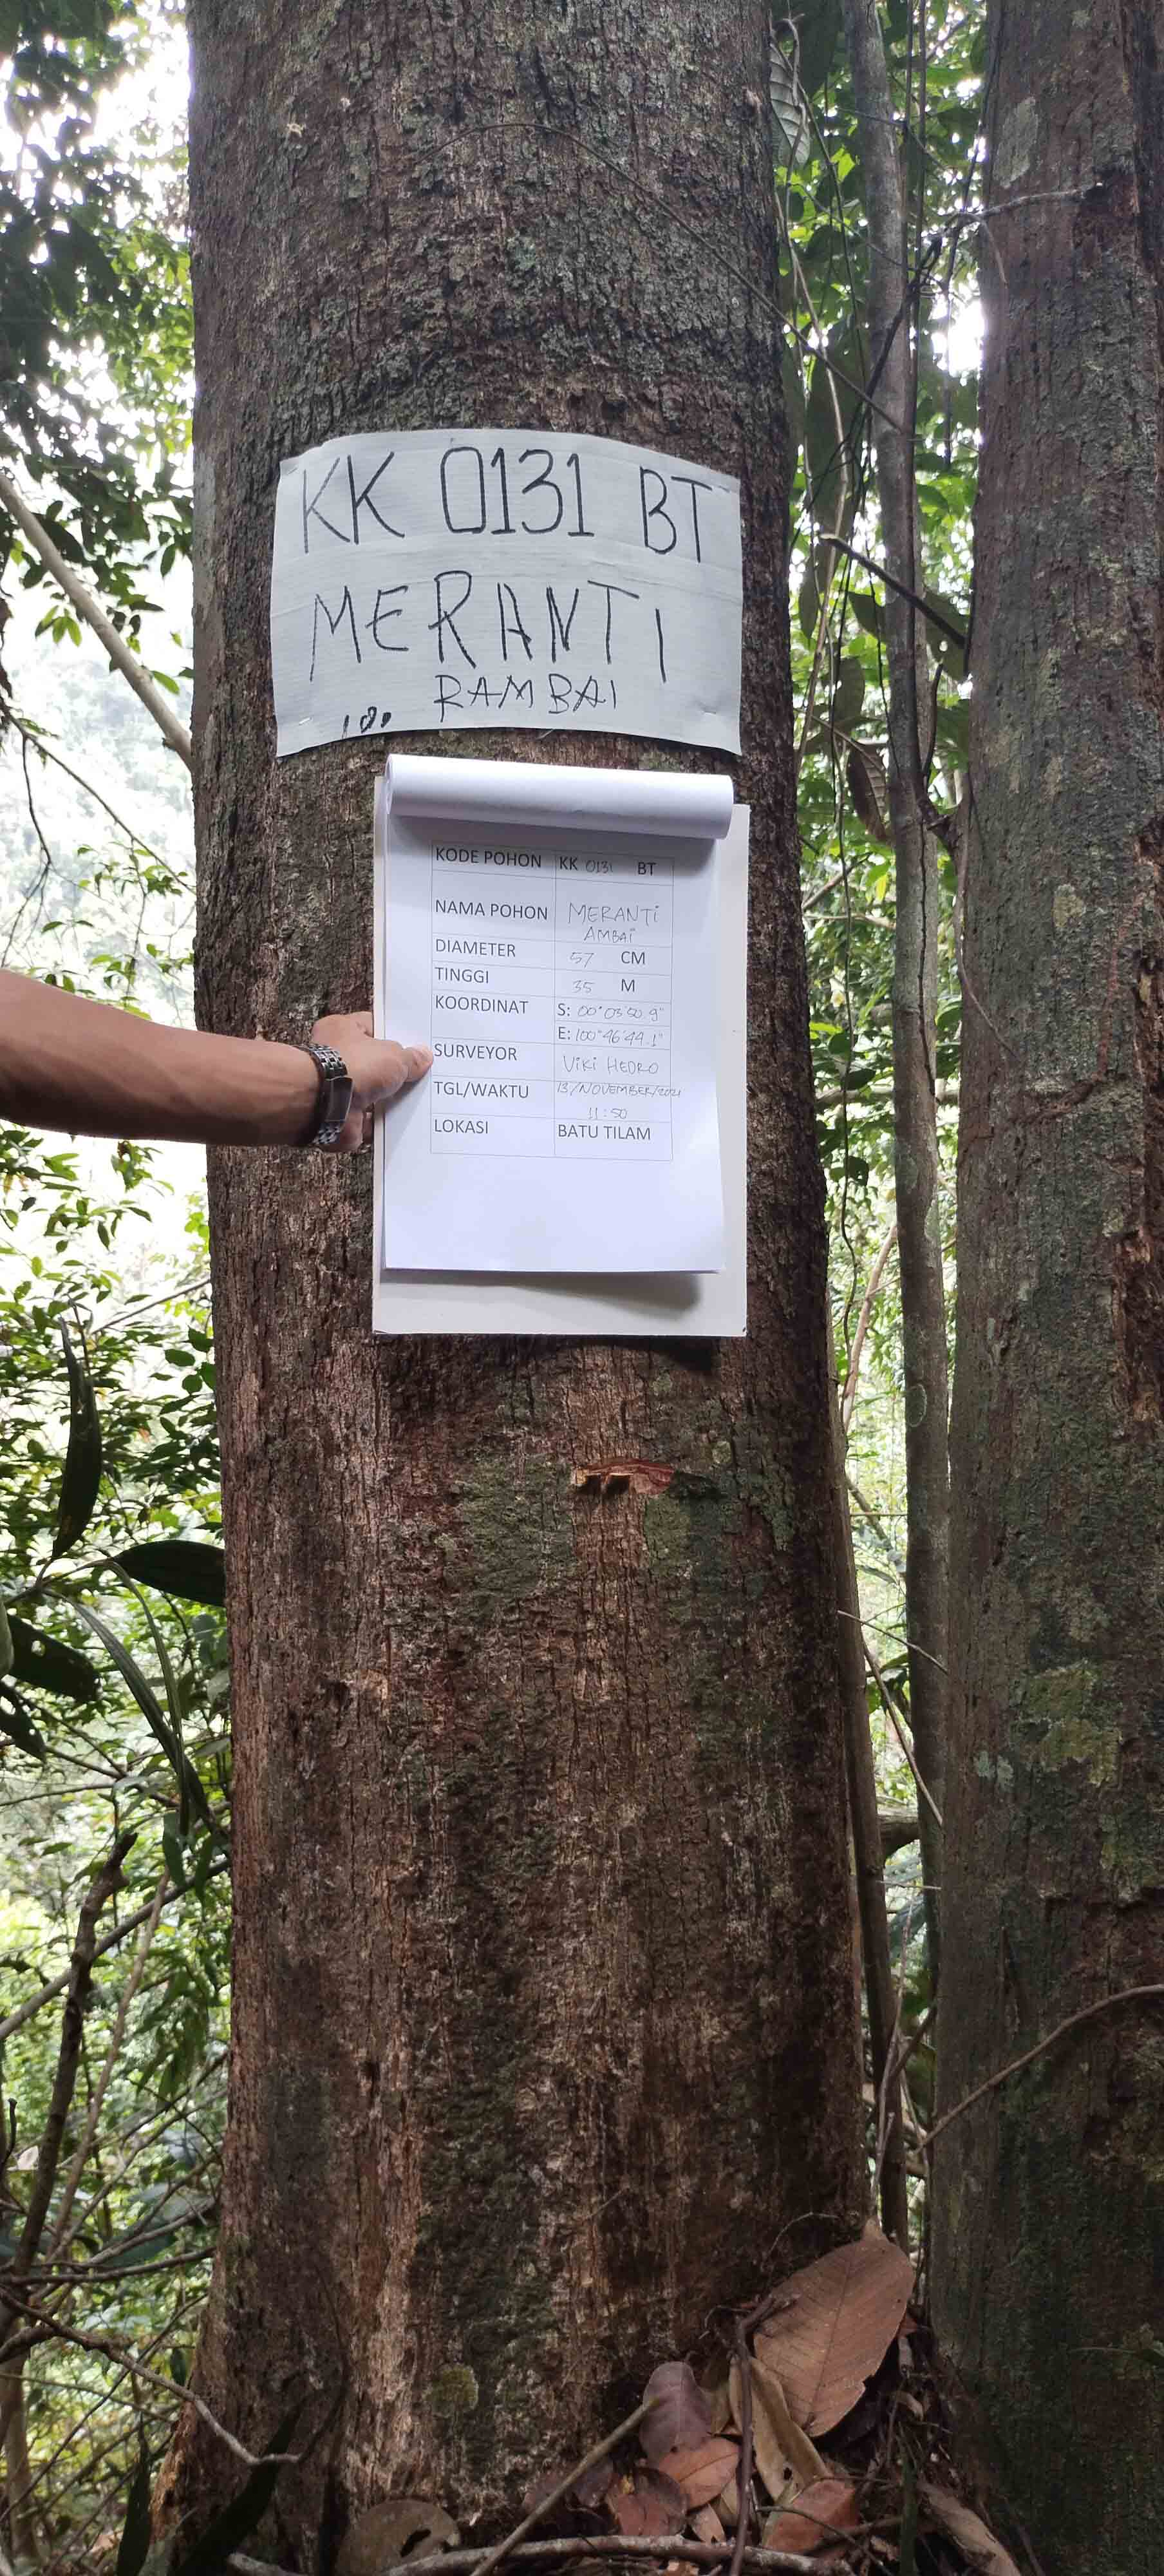 KK 0131 BT
MERANTI
RAMBAI
180
KODE POHON KK 0131 BT
NAMA POHON MERANTI
AMBAI
DIAMETER 57 CM
TINGGI 35 M
KOORDINAT S: 00°03'50.9"
E: 100°46'44.1"
SURVEYOR VIKI HEDRO
TGL/WAKTU 13/NOVEMBER/2021
11:50
LOKASI BATU TILAM